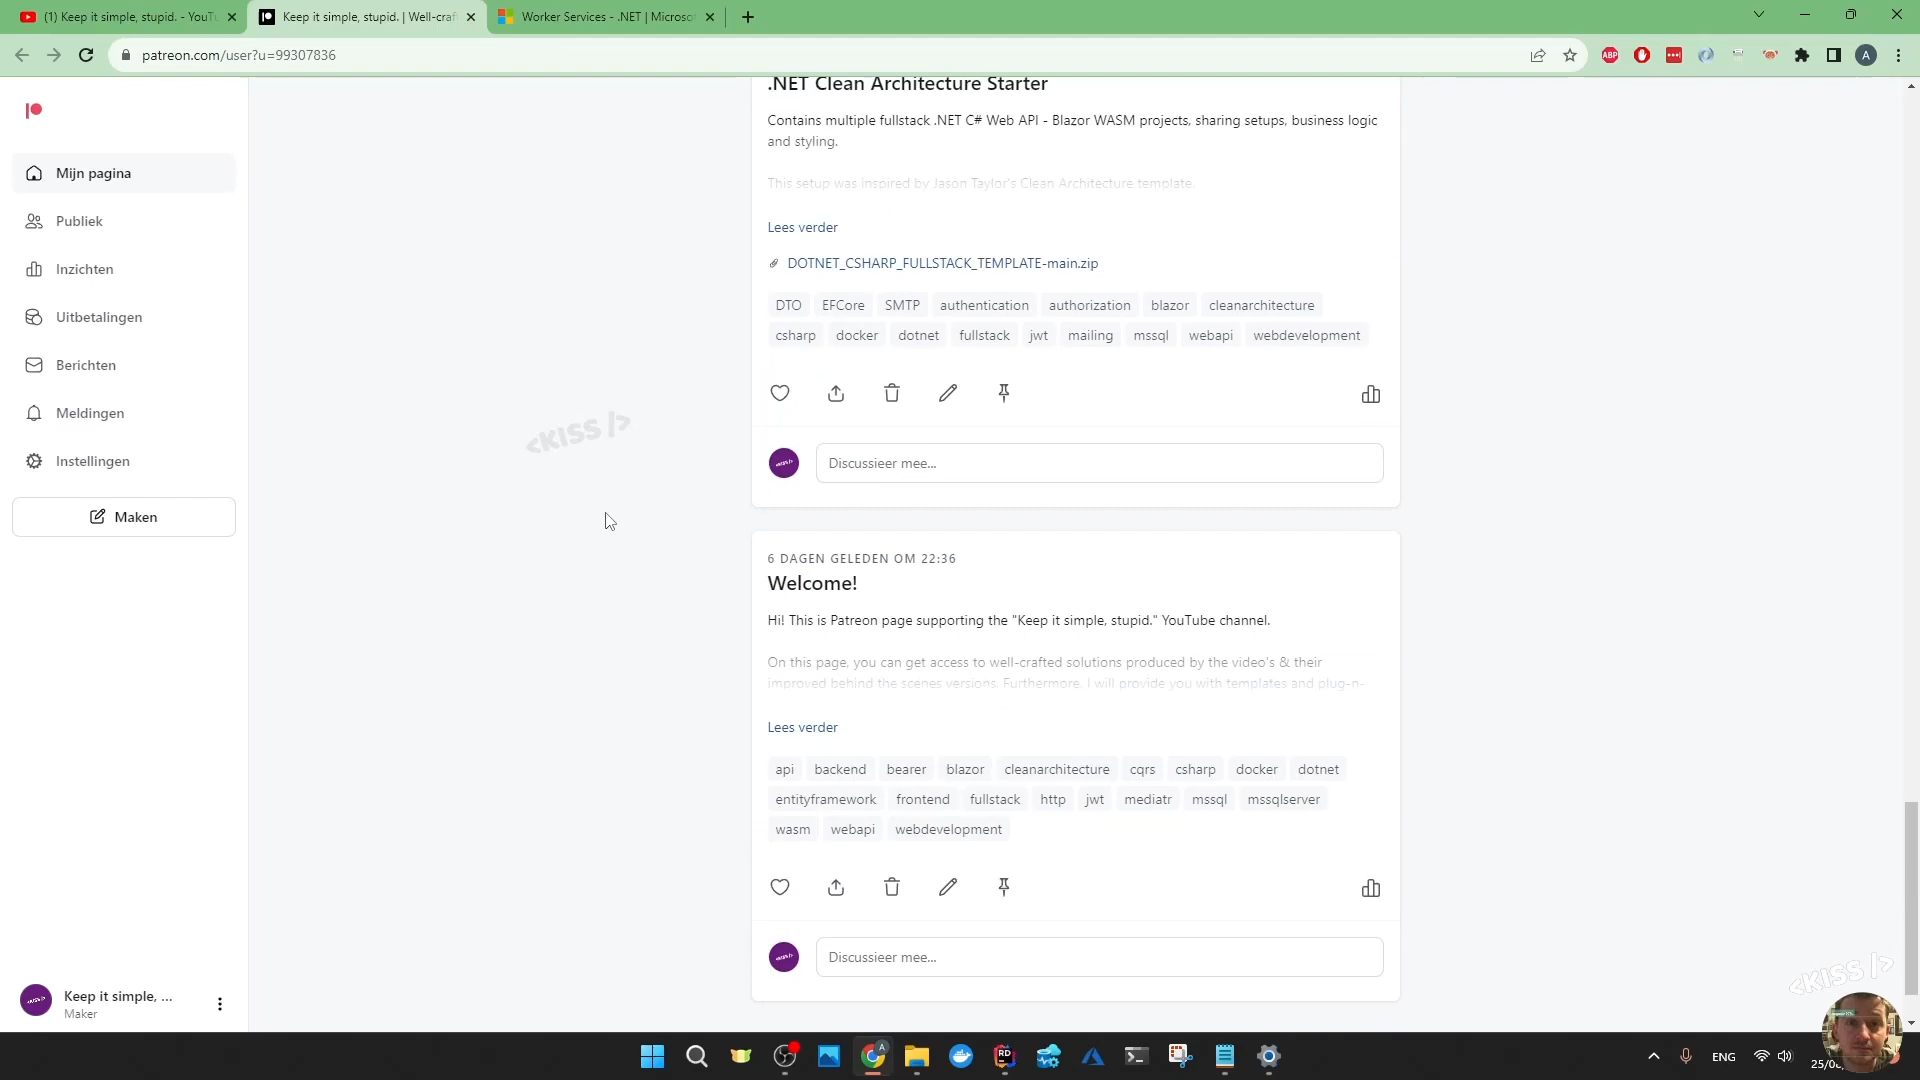 (1) Keep it simple, stupid. - YouTu
Keep it simple, stupid. | Well-craf
Worker Services - .NET | Microso
patreon.com/user?u=99307836
ABP
A
Mijn pagina
Publiek
Inzichten
Uitbetalingen
Berichten
Meldingen
Instellingen
Maken
Keep it simple, ...
Maker
.NET Clean Architecture Starter
Contains multiple fullstack .NET C# Web API - Blazor WASM projects, sharing setups, business logic
and styling.
This setup was inspired by Jason Taylor's Clean Architecture template.
Lees verder
DOTNET_CSHARP_FULLSTACK_TEMPLATE-main.zip
DTO EFCore SMTP authentication authorization blazor cleanarchitecture
csharp docker dotnet fullstack jwt mailing mssql webapi webdevelopment
Discussieer mee...
<KISS />
6 DAGEN GELEDEN OM 22:36
Welcome!
Hi! This is Patreon page supporting the "Keep it simple, stupid." YouTube channel.
On this page, you can get access to well-crafted solutions produced by the video's & their
improved behind the scenes versions. Furthermore, I will provide you with templates and plug-n-
Lees verder
api backend bearer blazor cleanarchitecture cqrs csharp docker dotnet
entityframework frontend fullstack http jwt mediatr mssql mssqlserver
wasm webapi webdevelopment
Discussieer mee...
<KISS />
A
RD
ENG